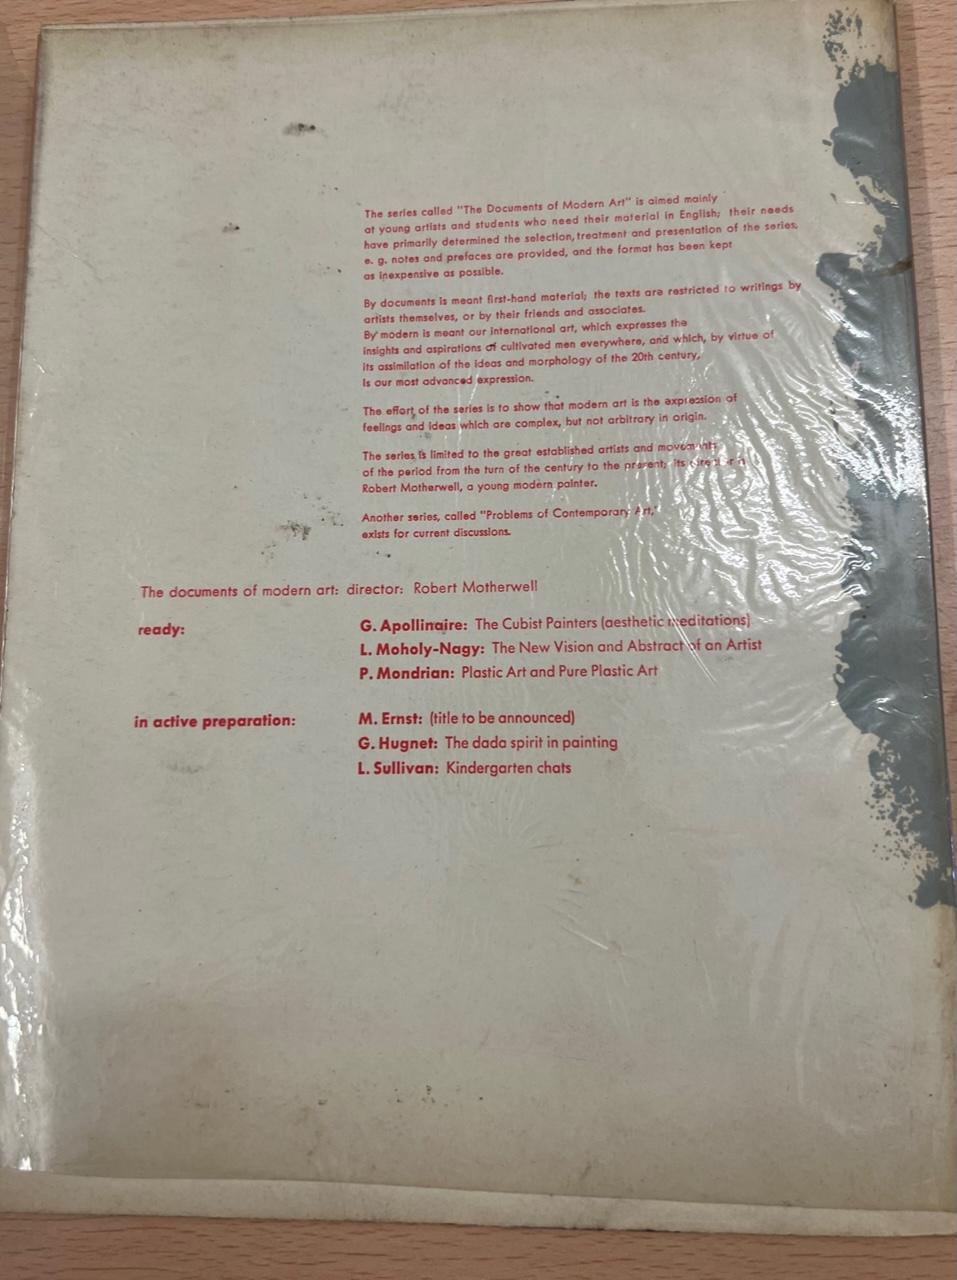 The series called "The Documents of Modern Art" is aimed mainly
at young artists and students who need their material in English; their needs
have primarily determined the selection, treatment and presentation of the series,
e. g. notes and prefaces are provided, and the format has been kept
as inexpensive as possible.
By documents is meant first-hand material; the texts are restricted to writings by
artists themselves, or by their friends and associates.
By modern is meant our international art, which expresses the
insights and aspirations of cultivated men everywhere, and which, by virtue of
its assimilation of the ideas and morphology of the 20th century,
is our most advanced expression.
The effort of the series is to show that modern art is the expression of
feelings and ideas which are complex, but not arbitrary in origin.
The series is limited to the great established artists and movements
of the period from the turn of the century to the present; its
Robert Motherwell, a young modern painter.
Another series, called "Problems of Contemporary Art,"
exists for current discussions.
The documents of modern art: director: Robert Motherwell
ready: G. Apollinaire: The Cubist Painters (aesthetic meditations)
L. Moholy-Nagy: The New Vision and Abstract of an Artist
P. Mondrian: Plastic Art and Pure Plastic Art
in active preparation: M. Ernst: (title to be announced)
G. Hugnet: The dada spirit in painting
L. Sullivan: Kindergarten chats